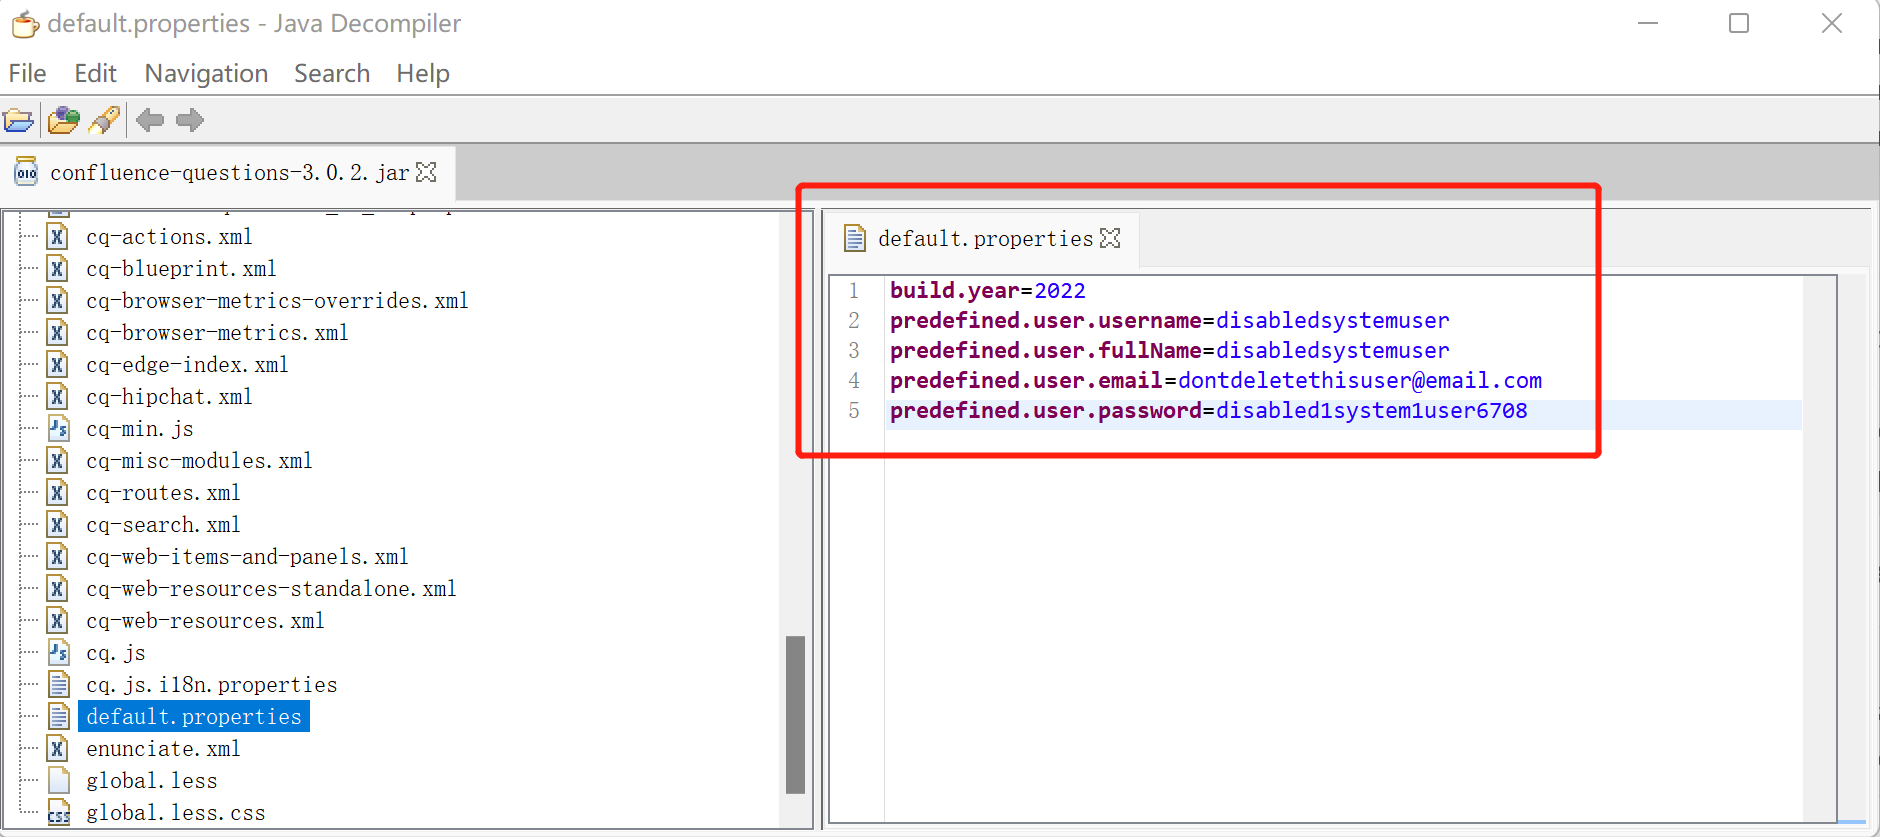 default.properties - Java Decompiler
File Edit Navigation Search Help
confluence-questions-3.0.2.jar
cq-actions.xml
cq-blueprint.xml
cq-browser-metrics-overrides.xml
cq-browser-metrics.xml
cq-edge-index.xml
cq-hipchat.xml
cq-min.js
cq-misc-modules.xml
cq-routes.xml
cq-search.xml
cq-web-items-and-panels.xml
cq-web-resources-standalone.xml
cq-web-resources.xml
cq.js
cq.js.i18n.properties
default.properties
enunciate.xml
global.less
global.less.css
default.properties
1 build.year=2022
2 predefined.user.username=disabledsystemuser
3 predefined.user.fullName=disabledsystemuser
4 predefined.user.email=dontdeletethisuser@email.com
5 predefined.user.password=disabled1system1user6708